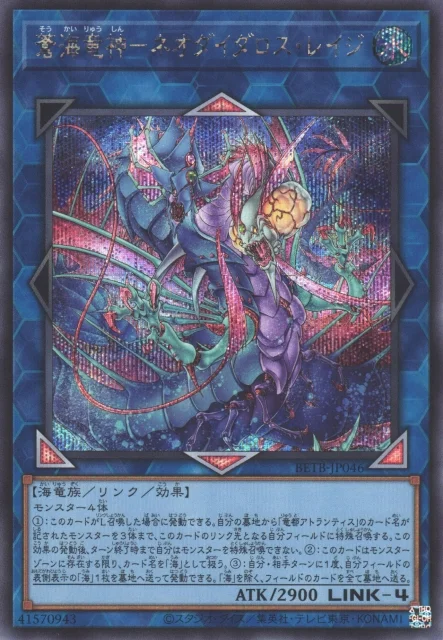 蒼海竜神－ネオダイダロス・レイジ
水
BETB-JP046
【海竜族／リンク／効果】
モンスター４体
①：このカードがＬ召喚した場合に発動できる。自分の墓地から「竜都アトランティス」のカード名が
記されたモンスターを３体まで、このカードのリンク先となる自分フィールドに特殊召喚する。この
効果の発動後、ターン終了時まで自分はモンスターを特殊召喚できない。②：このカードはモンスター
ゾーンに存在する限り、カード名を「海」として扱う。③：自分・相手ターンに１度、自分フィールドの
表側表示の「海」１枚を墓地へ送って発動できる。「海」を除く、フィールドのカードを全て墓地へ送る。
ATK/2900 LINK-4
41570943
©スタジオ・ダイス／集英社・テレビ東京・KONAMI